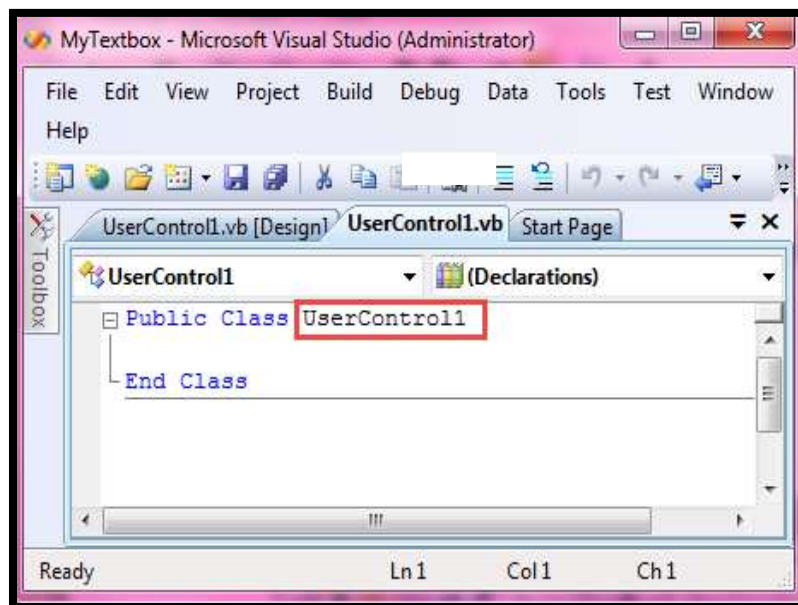 MyTextbox - Microsoft Visual Studio (Administrator)
File Edit View Project Build Debug Data Tools Test Window
Help
UserControl1.vb [Design] UserControl1.vb Start Page
Toolbox
UserControl1 (Declarations)
Public Class UserControl1
End Class
Ready Ln 1 Col 1 Ch 1